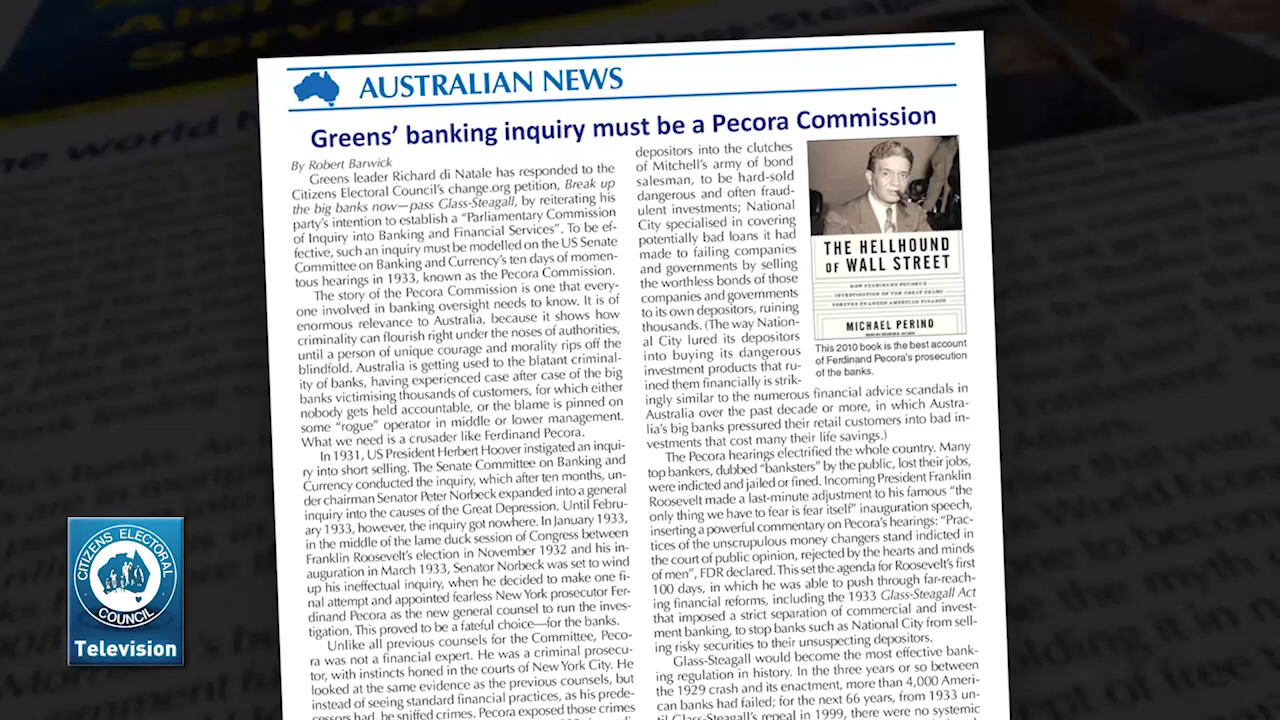 AUSTRALIAN NEWS
Greens' banking inquiry must be a Pecora Commission
By Robert Barwick
Greens leader Richard di Natale has responded to the
Citizens Electoral Council's change.org petition, Break up
the big banks now—pass Glass-Steagall, by reiterating his
party's intention to establish a "Parliamentary Commission
of Inquiry into Banking and Financial Services". To be ef-
fective, such an inquiry must be modelled on the US Senate
Committee on Banking and Currency's ten days of momen-
tous hearings in 1933, known as the Pecora Commission.
The story of the Pecora Commission is one that every-
one involved in banking oversight needs to know. It is of
enormous relevance to Australia, because it shows how
criminality can flourish right under the noses of authorities,
until a person of unique courage and morality rips off the
blindfold. Australia is getting used to the blatant criminal-
ity of banks, having experienced case after case of the big
banks victimising thousands of customers, for which either
nobody gets held accountable, or the blame is pinned on
some "rogue" operator in middle or lower management.
What we need is a crusader like Ferdinand Pecora.
In 1931, US President Herbert Hoover instigated an inqui-
ry into short selling. The Senate Committee on Banking and
Currency conducted the inquiry, which after ten months, un-
der chairman Senator Peter Norbeck expanded into a general
inquiry into the causes of the Great Depression. Until Febru-
ary 1933, however, the inquiry got nowhere. In January 1933,
in the middle of the lame duck session of Congress between
Franklin Roosevelt's election in November 1932 and his in-
auguration in March 1933, Senator Norbeck was set to wind
up his ineffectual inquiry, when he decided to make one fi-
nal attempt and appointed fearless New York prosecutor Fer-
dinand Pecora as the new general counsel to run the inves-
tigation. This proved to be a fateful choice—for the banks.
Unlike all previous counsels for the Committee, Peco-
ra was not a financial expert. He was a criminal prosecu-
tor, with instincts honed in the courts of New York City. He
looked at the same evidence as the previous counsels, but
instead of seeing standard financial practices, as his prede-
cessors had, he sniffed crimes. Pecora exposed those crimes
depositors into the clutches
of Mitchell's army of bond
salesman, to be hard-sold
dangerous and often fraud-
ulent investments; National
City specialised in covering
potentially bad loans it had
made to failing companies
and governments by selling
the worthless bonds of those
companies and governments
to its own depositors, ruining
thousands. (The way Nation-
al City lured its depositors
into buying its dangerous
investment products that ru-
ined them financially is strik-
ingly similar to the numerous financial advice scandals in
Australia over the past decade or more, in which Austra-
lia's big banks pressured their retail customers into bad in-
vestments that cost many their life savings.)
The Pecora hearings electrified the whole country. Many
top bankers, dubbed "banksters" by the public, lost their jobs,
were indicted and jailed or fined. Incoming President Franklin
Roosevelt made a last-minute adjustment to his famous "the
only thing we have to fear is fear itself" inauguration speech,
inserting a powerful commentary on Pecora's hearings: "Prac-
tices of the unscrupulous money changers stand indicted in
the court of public opinion, rejected by the hearts and minds
of men", FDR declared. This set the agenda for Roosevelt's first
100 days, in which he was able to push through far-reach-
ing financial reforms, including the 1933 Glass-Steagall Act
that imposed a strict separation of commercial and invest-
ment banking, to stop banks such as National City from sell-
ing risky securities to their unsuspecting depositors.
Glass-Steagall would become the most effective bank-
ing regulation in history. In the three years or so between
the 1929 crash and its enactment, more than 4,000 Ameri-
can banks had failed; for the next 66 years, from 1933 un-
til Glass-Steagall's repeal in 1999, there were no systemic
THE HELLHOUND
OF WALL STREET
HOW FERDINAND PECORA'S
INVESTIGATION OF THE GREAT CRASH
FOREVER CHANGED AMERICAN FINANCE
MICHAEL PERINO
This 2010 book is the best account
of Ferdinand Pecora's prosecution
of the banks.
CITIZENS ELECTORAL
COUNCIL
Television